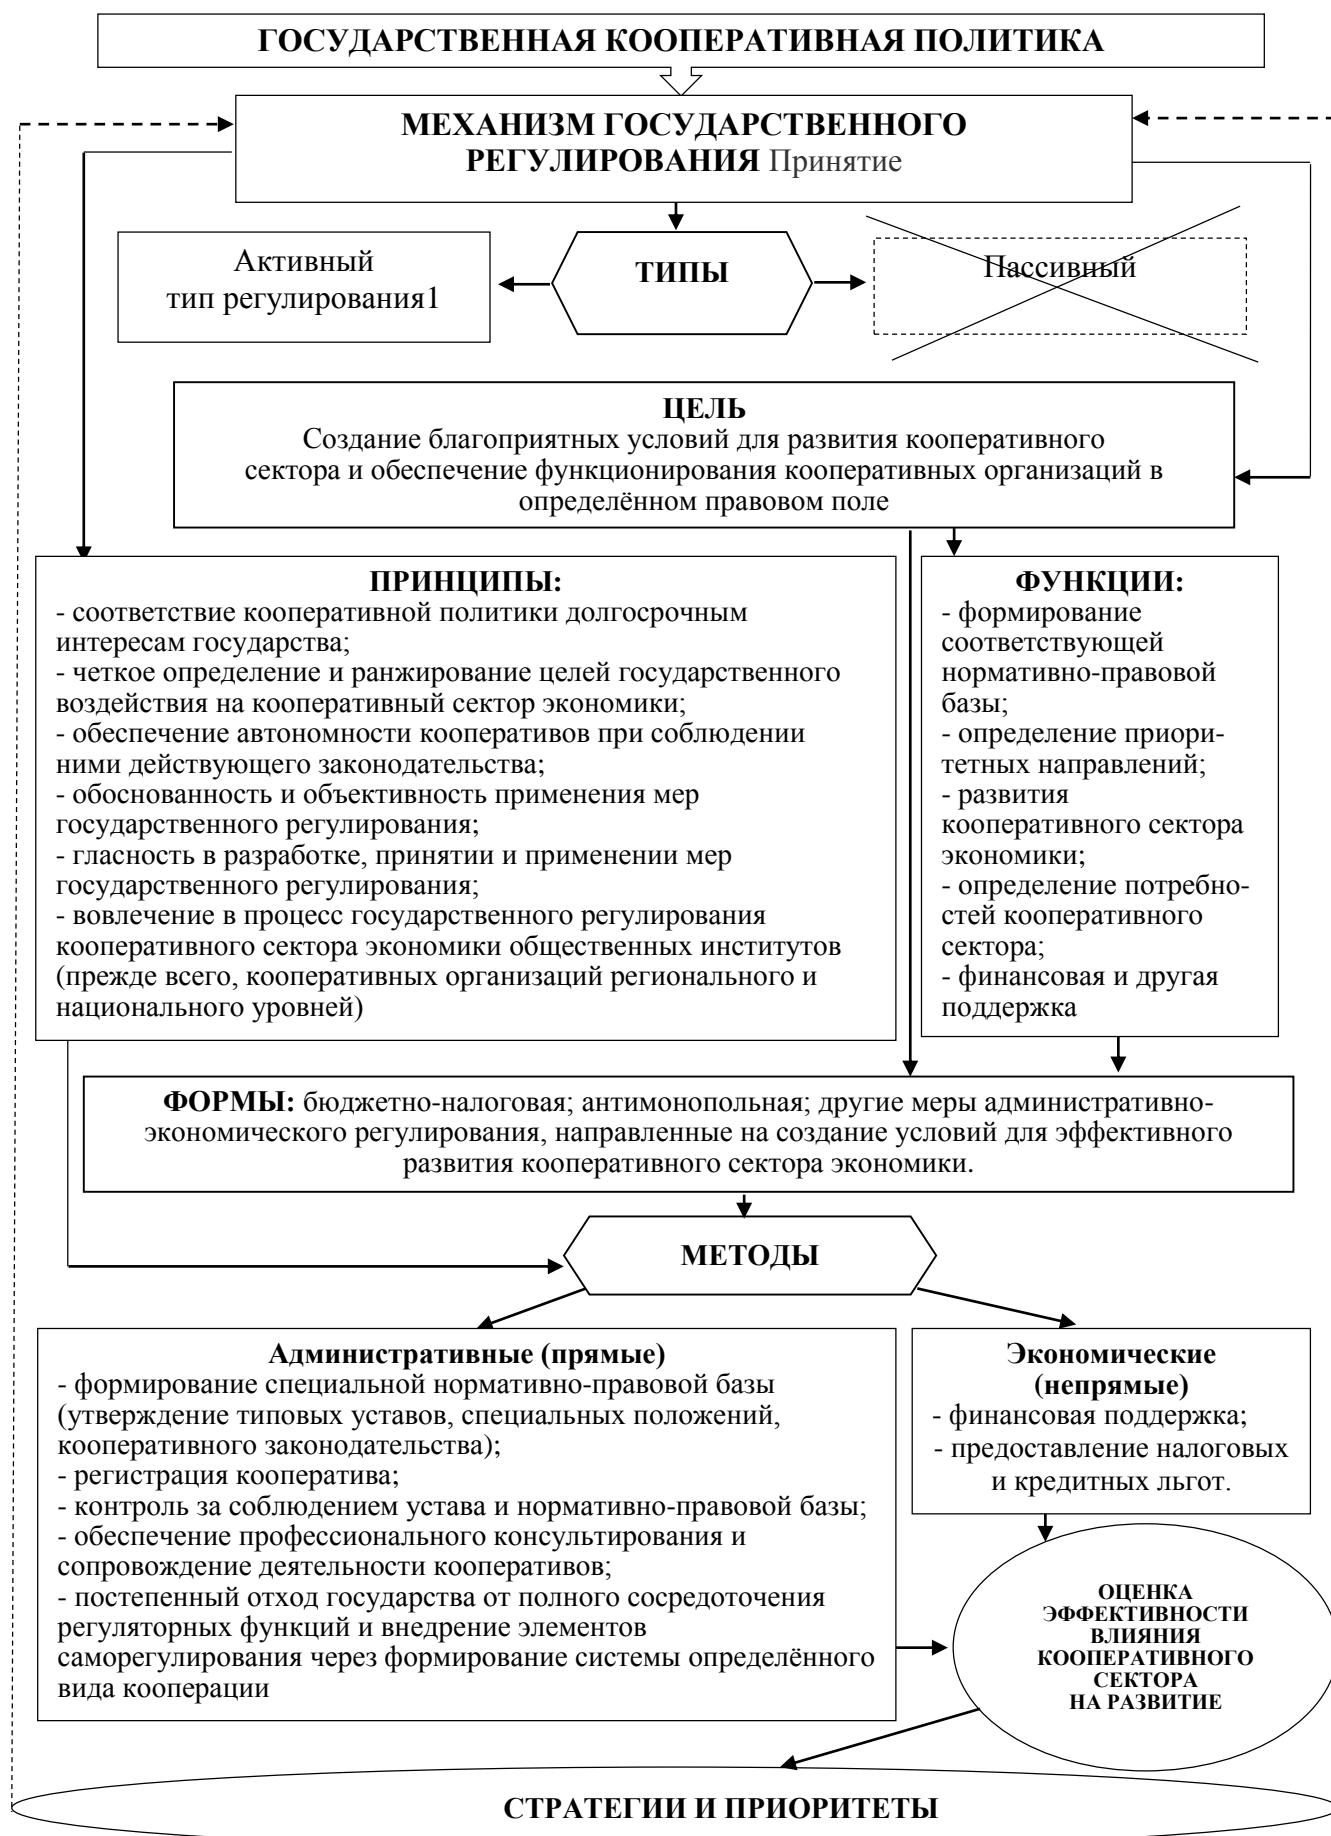 ГОСУДАРСТВЕННАЯ КООПЕРАТИВНАЯ ПОЛИТИКА
МЕХАНИЗМ ГОСУДАРСТВЕННОГО
РЕГУЛИРОВАНИЯ Принятие
Активный
тип регулирования1
ТИПЫ
Пассивный
ЦЕЛЬ
Создание благоприятных условий для развития кооперативного
сектора и обеспечение функционирования кооперативных организаций в
определённом правовом поле
ПРИНЦИПЫ:
- соответствие кооперативной политики долгосрочным
интересам государства;
- четкое определение и ранжирование целей государственного
воздействия на кооперативный сектор экономики;
- обеспечение автономности кооперативов при соблюдении
ними действующего законодательства;
- обоснованность и объективность применения мер
государственного регулирования;
- гласность в разработке, принятии и применении мер
государственного регулирования;
- вовлечение в процесс государственного регулирования
кооперативного сектора экономики общественных институтов
(прежде всего, кооперативных организаций регионального и
национального уровней)
ФУНКЦИИ:
- формирование
соответствующей
нормативно-правовой
базы;
- определение приори-
тетных направлений;
- развития
кооперативного сектора
экономики;
- определение потребно-
стей кооперативного
сектора;
- финансовая и другая
поддержка
ФОРМЫ: бюджетно-налоговая; антимонопольная; другие меры административно-
экономического регулирования, направленные на создание условий для эффективного
развития кооперативного сектора экономики.
МЕТОДЫ
Административные (прямые)
- формирование специальной нормативно-правовой базы
(утверждение типовых уставов, специальных положений,
кооперативного законодательства);
- регистрация кооператива;
- контроль за соблюдением устава и нормативно-правовой базы;
- обеспечение профессионального консультирования и
сопровождение деятельности кооперативов;
- постепенный отход государства от полного сосредоточения
регуляторных функций и внедрение элементов
саморегулирования через формирование системы определённого
вида кооперации
Экономические
(непрямые)
- финансовая поддержка;
- предоставление налоговых
и кредитных льгот.
ОЦЕНКА
ЭФФЕКТИВНОСТИ
ВЛИЯНИЯ
КООПЕРАТИВНОГО
СЕКТОРА
НА РАЗВИТИЕ
СТРАТЕГИИ И ПРИОРИТЕТЫ